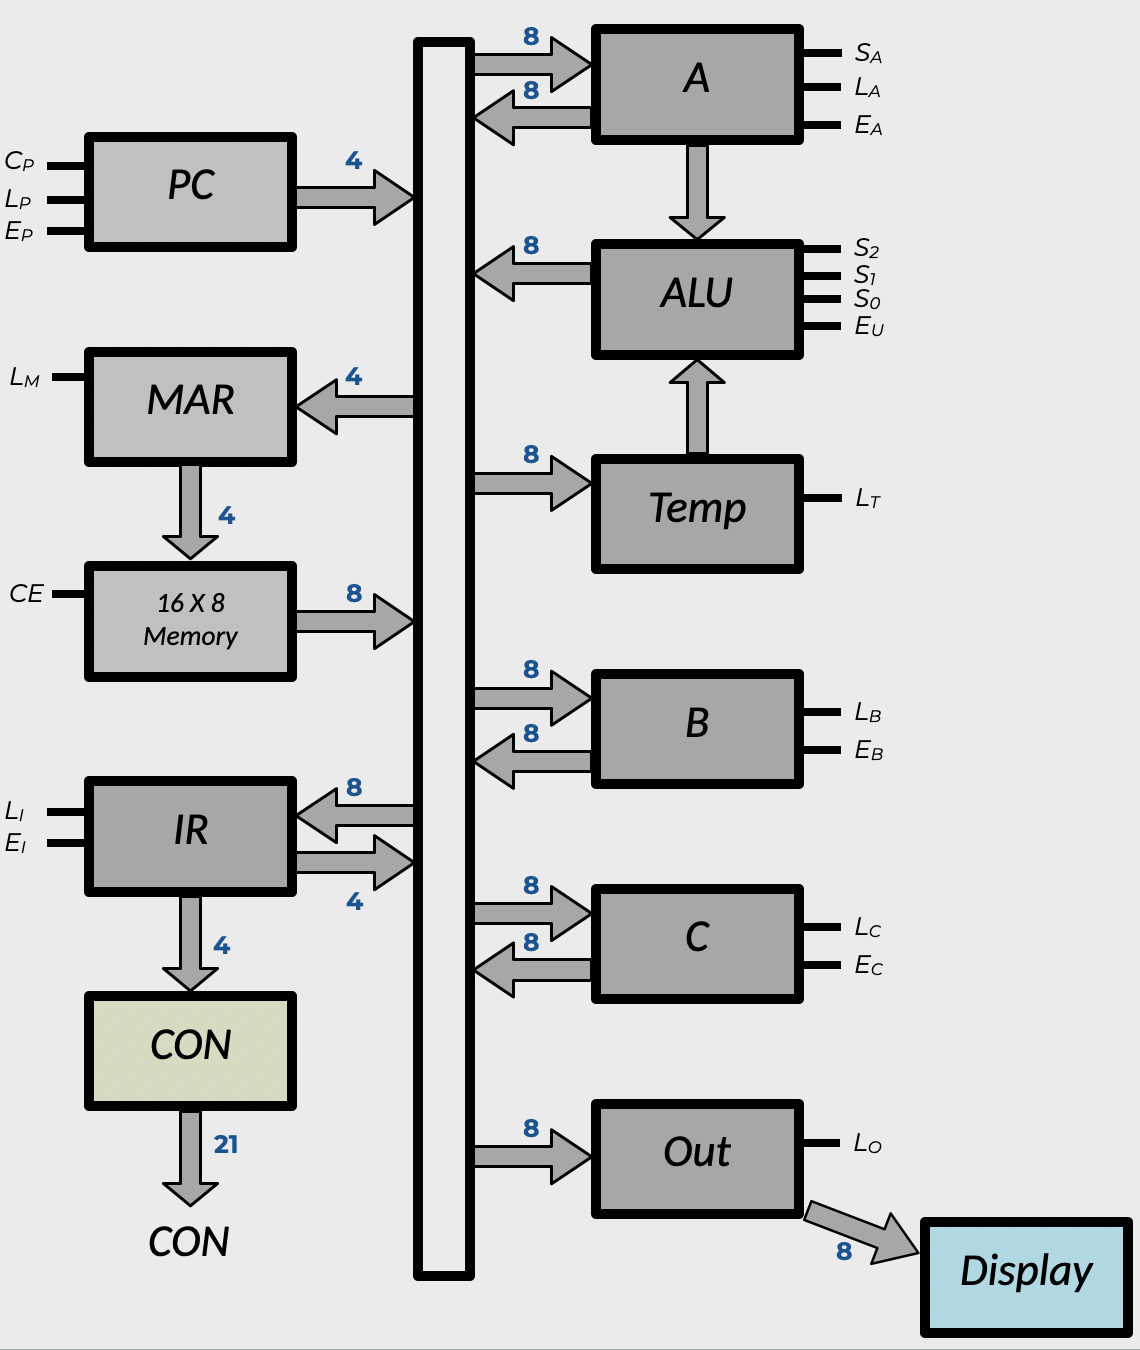 8
A
S_A
L_A
E_A
8
C_P
L_P
E_P
PC
4
8
ALU
S_2
S_1
S_0
E_U
L_M
MAR
4
8
Temp
L_T
4
CE
16 X 8
Memory
8
8
B
L_B
E_B
8
L_I
E_I
IR
8
4
8
C
L_C
E_C
8
4
CON
21
CON
8
Out
L_O
8
Display